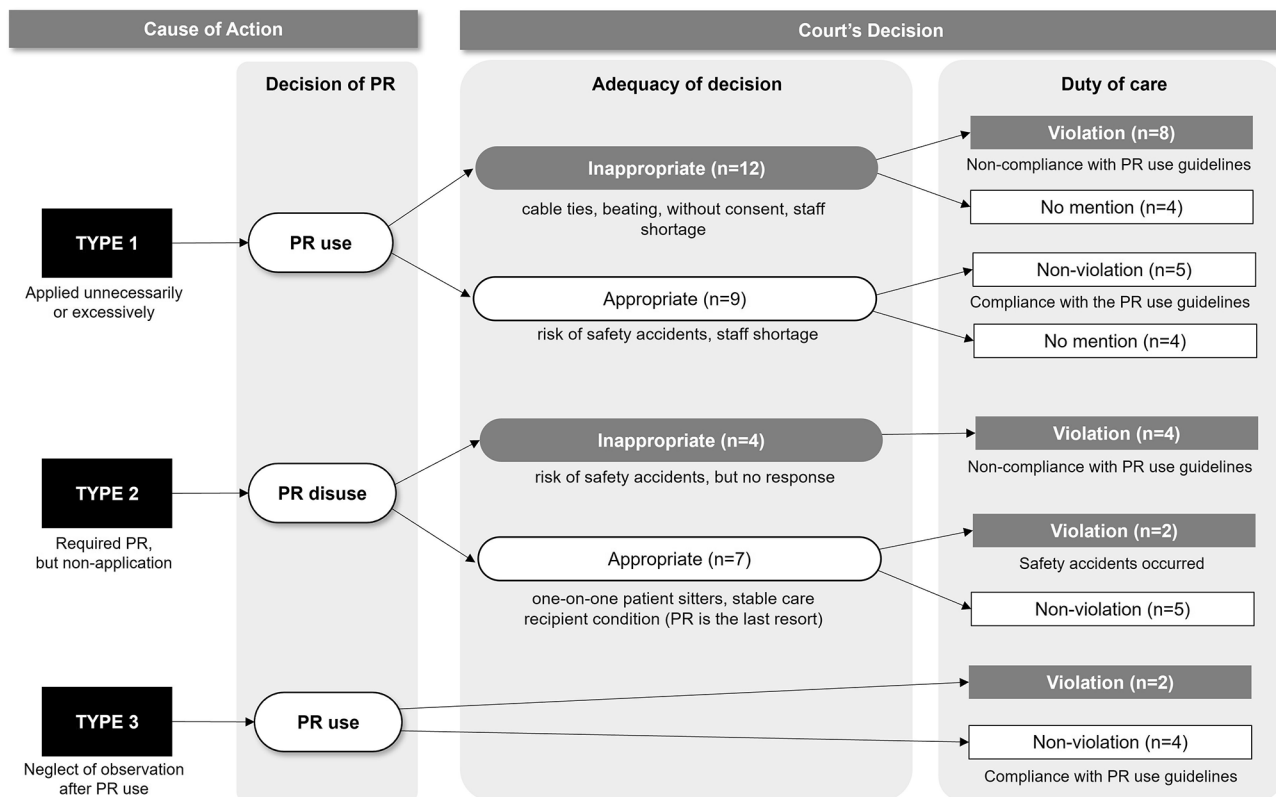 Cause of Action
Court's Decision
Decision of PR
Adequacy of decision
Duty of care
TYPE 1
Applied unnecessarily
or excessively
PR use
Inappropriate (n=12)
cable ties, beating, without consent, staff
shortage
Violation (n=8)
Non-compliance with PR use guidelines
No mention (n=4)
Appropriate (n=9)
risk of safety accidents, staff shortage
Non-violation (n=5)
Compliance with the PR use guidelines
No mention (n=4)
TYPE 2
Required PR,
but non-application
PR disuse
Inappropriate (n=4)
risk of safety accidents, but no response
Violation (n=4)
Non-compliance with PR use guidelines
Appropriate (n=7)
one-on-one patient sitters, stable care
recipient condition (PR is the last resort)
Violation (n=2)
Safety accidents occurred
Non-violation (n=5)
TYPE 3
Neglect of observation
after PR use
PR use
Violation (n=2)
Non-violation (n=4)
Compliance with PR use guidelines